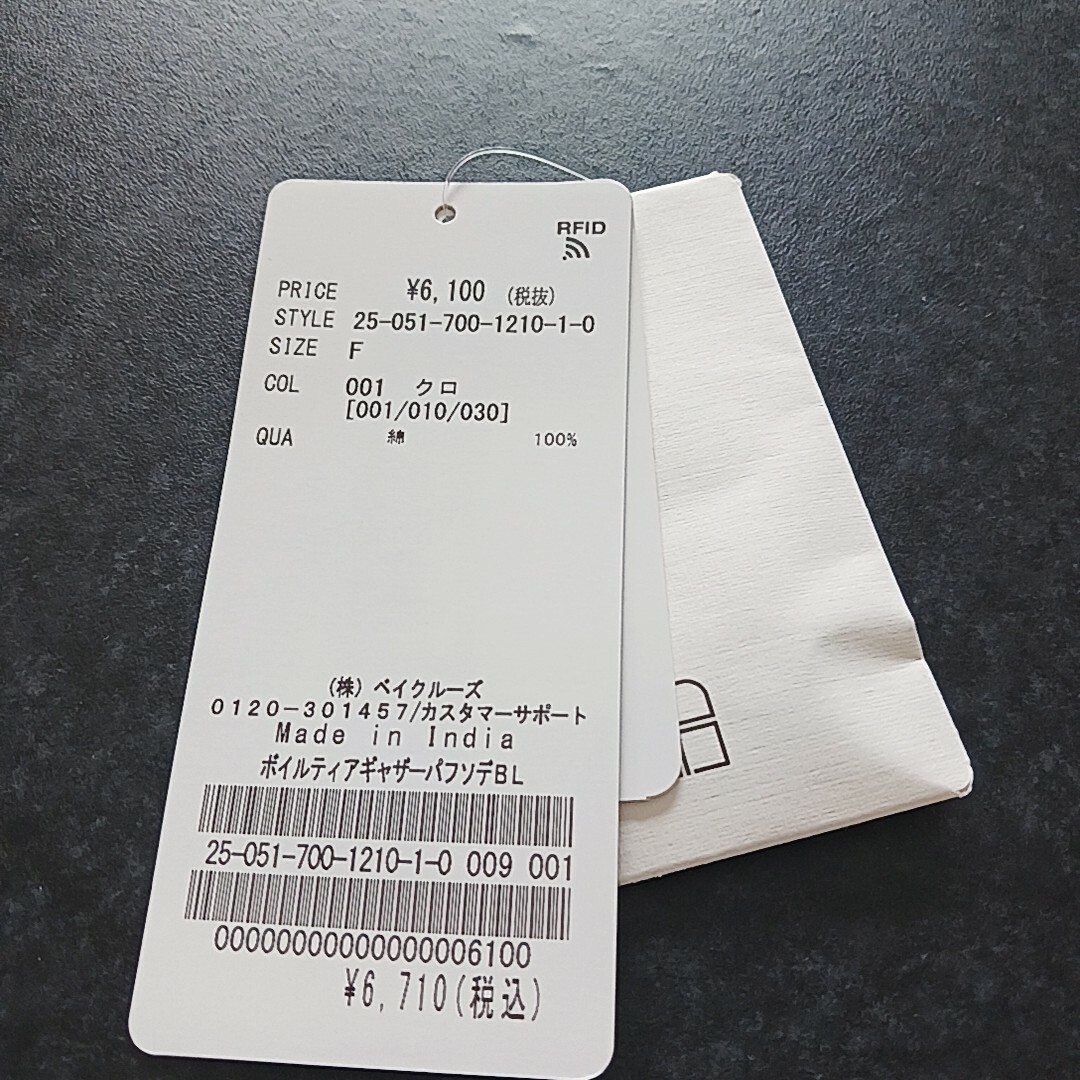 RFID
PRICE ¥6,100 (税抜)
STYLE 25-051-700-1210-1-0
SIZE F
COL 001 クロ
[001/010/030]
QUA 綿 100%
(株) ベイクルーズ
0120-301457/カスタマーサポート
Made in India
ボイルティアギャザーパフソデBL
25-051-700-1210-1-0 009 001
00000000000000006100
¥6,710(税込)